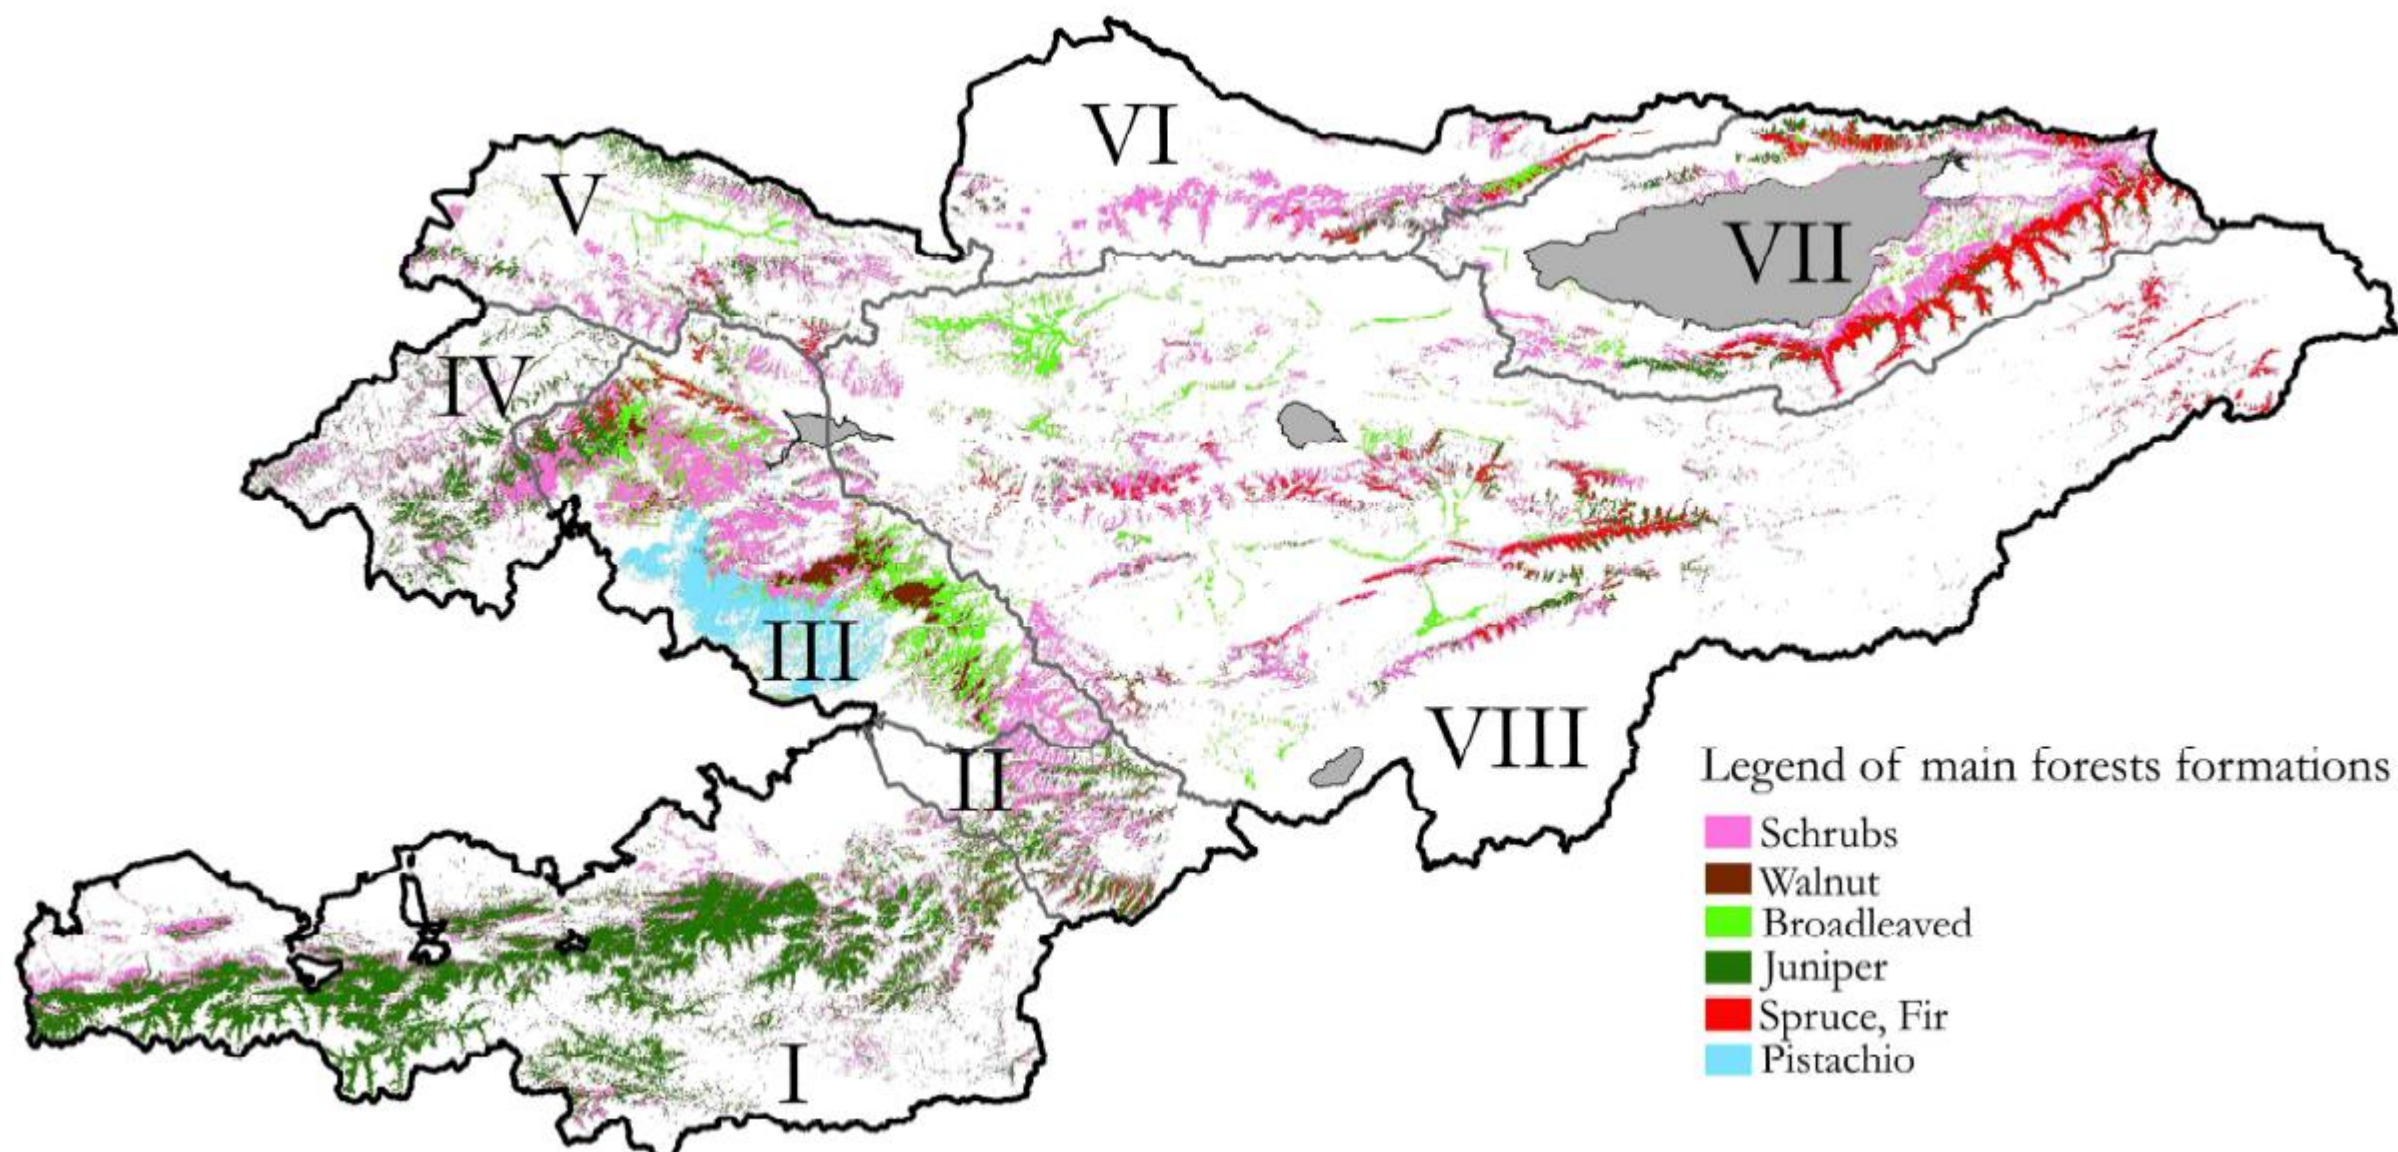 VI
V
VII
IV
III
VIII
II
I
Legend of main forests formations
Schrubs
Walnut
Broadleaved
Juniper
Spruce, Fir
Pistachio